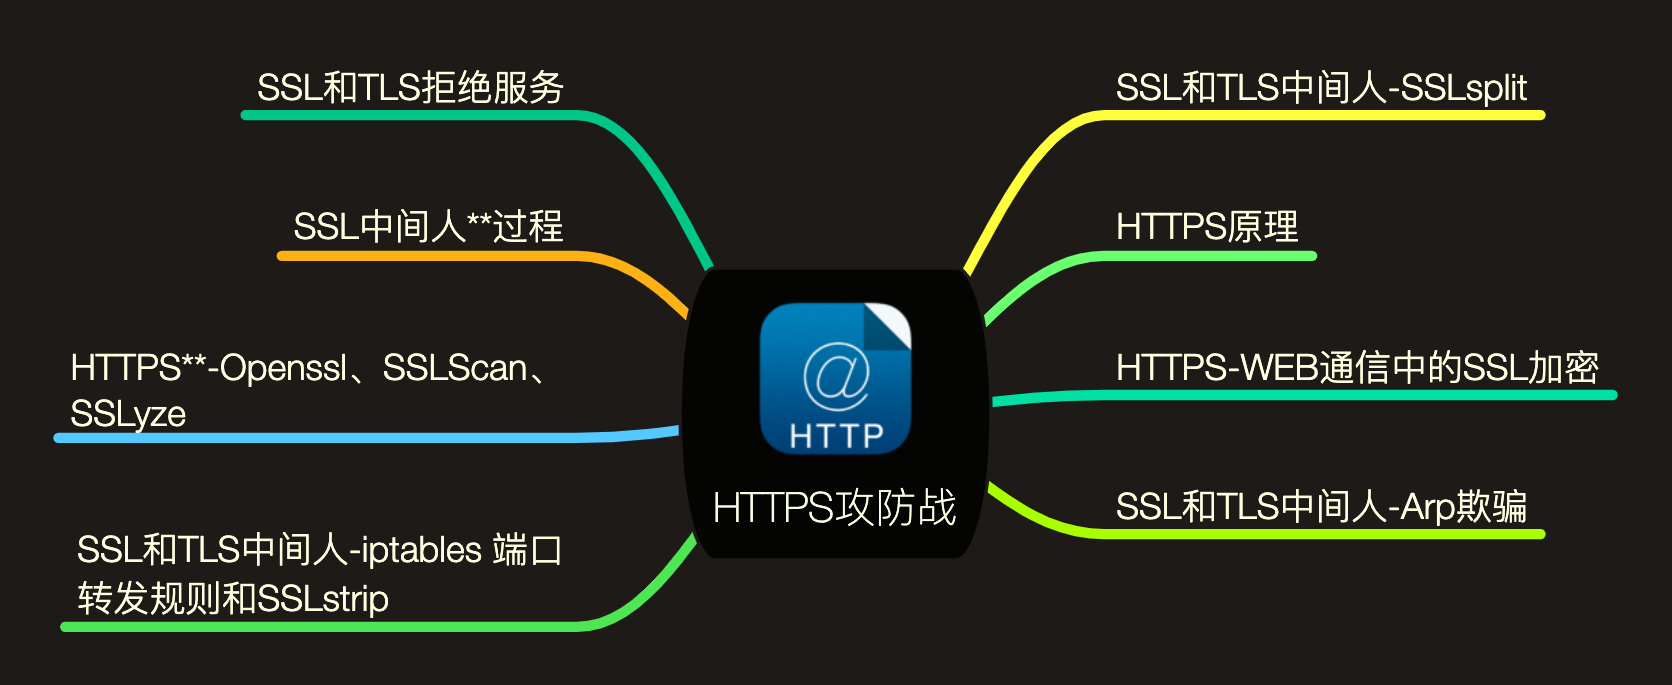 SSL和TLS拒绝服务
SSL中间人**过程
HTTPS**-Openssl、SSLScan、
SSLyze
SSL和TLS中间人-iptables 端口
转发规则和SSLstrip
@
HTTP
HTTPS攻防战
SSL和TLS中间人-SSLsplit
HTTPS原理
HTTPS-WEB通信中的SSL加密
SSL和TLS中间人-Arp欺骗